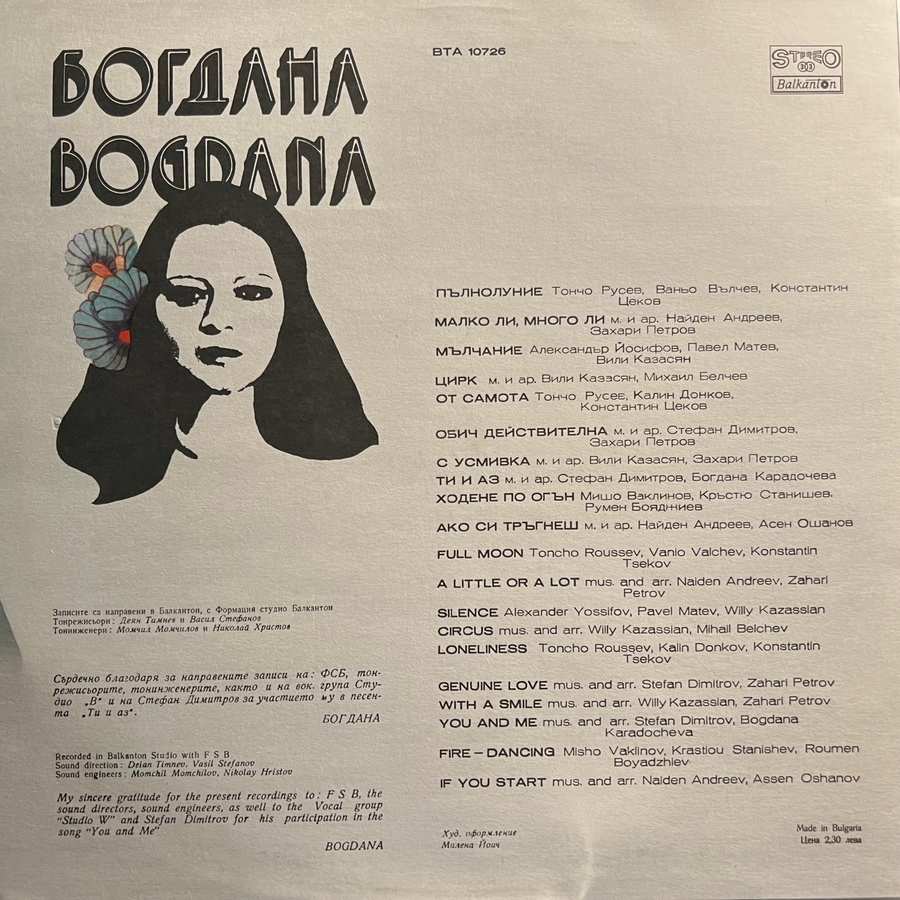 БОГДАНА
BOGDANA
BTA 10726
STEREO
33
Balkanton
ПЪЛНОЛУНИЕ Тончо Русев, Ваньо Вълчев, Константин
Цеков
МАЛКО ЛИ, МНОГО ЛИ м. и ар. Найден Андреев,
Захари Петров
МЪЛЧАНИЕ Александър Йосифов, Павел Матев,
Вили Казасян
ЦИРК м. и ар. Вили Казасян, Михаил Белчев
ОТ САМОТА Тончо Русев, Калин Донков,
Константин Цеков
ОБИЧ ДЕЙСТВИТЕЛНА м. и ар. Стефан Димитров,
Захари Петров
С УСМИВКА м. и ар. Вили Казасян, Захари Петров
ТИ И АЗ м. и ар. Стефан Димитров, Богдана Карадочева
ХОДЕНЕ ПО ОГЪН Мишо Ваклинов, Кръстю Станишев,
Румен Бояджиев
АКО СИ ТРЪГНЕШ м. и ар. Найден Андреев, Асен Ошанов
FULL MOON Toncho Roussev, Vanio Valchev, Konstantin
Tsekov
A LITTLE OR A LOT mus. and arr. Naiden Andreev, Zahari
Petrov
SILENCE Alexander Yossifov, Pavel Matev, Willy Kazassian
CIRCUS mus. and arr. Willy Kazassian, Mihail Belchev
LONELINESS Toncho Roussev, Kalin Donkov, Konstantin
Tsekov
GENUINE LOVE mus. and arr. Stefan Dimitrov, Zahari Petrov
WITH A SMILE mus. and arr. Willy Kazassian, Zahari Petrov
YOU AND ME mus. and arr. Stefan Dimitrov, Bogdana
Karadocheva
FIRE – DANCING Misho Vaklinov, Krastiou Stanishev, Roumen
Boyadzhiev
IF YOU START mus. and arr. Naiden Andreev, Assen Oshanov
Записите са направени в Балкантон, с Формация студио Балкантон
Тонрежисьори: Деян Тимнев и Васил Стефанов
Тонинженери: Момчил Момчилов и Николай Христов
Сърдечно благодаря за направените записи на: ФСБ, тон-
режисьорите, тонинженерите, както и на вок. група Сту-
дио „В" и на Стефан Димитров за участието му в песен-
та „Ти и аз".
БОГДАНА
Recorded in Balkanton Studio with F S B
Sound direction: Deian Timnev, Vasil Stefanov
Sound engineers: Momchil Momchilov, Nikolay Hristov
My sincere gratitude for the present recordings to: F S B, the
sound directors, sound engineers, as well to the Vocal group
"Studio W" and Stefan Dimitrov for his participation in the
song "You and Me"
BOGDANA
Худ. оформление
Милена Йоич
Made in Bulgaria
Цена 2,30 лева